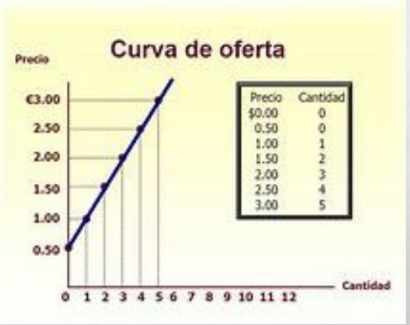 Curva de oferta
Precio
€3.00
2.50
2.00
1.50
1.00
0.50
0 1 2 3 4 5 6 7 8 9 10 11 12
Cantidad
Precio Cantidad
$0.00 0
0.50 0
1.00 1
1.50 2
2.00 3
2.50 4
3.00 5